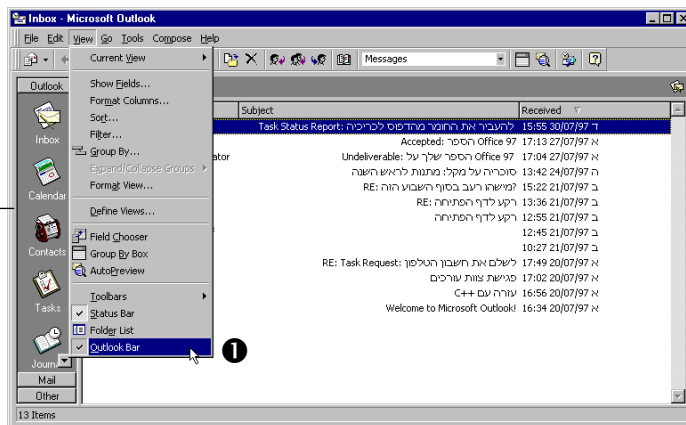 Inbox - Microsoft Outlook
File Edit View Go Tools Compose Help
Messages
Current View
Show Fields...
Format Columns...
Sort...
Filter...
Group By...
Expand/Collapse Groups
Format View...
Define Views...
Field Chooser
Group By Box
AutoPreview
Toolbars
Status Bar
Folder List
Outlook Bar
Outlook
Inbox
Calendar
Contacts
Tasks
Journ
Mail
Other
Subject Received
Task Status Report: להעביר את החומר מהדפוס לכריכיה ד 30/07/97 15:55
Accepted: הספר Office 97 א 27/07/97 17:13
ator Undeliverable: הספר שלך על Office 97 א 27/07/97 17:04
סוכריה על מקל: מתנות לראש השנה ה 24/07/97 13:42
RE: מישהו רעב בסוף השבוע הזה? ב 21/07/97 15:22
RE: רקע לדף הפתיחה ב 21/07/97 13:36
רקע לדף הפתיחה ב 21/07/97 12:55
ב 21/07/97 12:45
ב 21/07/97 10:27
RE: Task Request: לשלם את חשבון הטלפון א 20/07/97 17:49
פגישת צוות עורכים א 20/07/97 17:02
עזרה עם C++ א 20/07/97 16:56
Welcome to Microsoft Outlook! א 20/07/97 16:34
1
13 Items